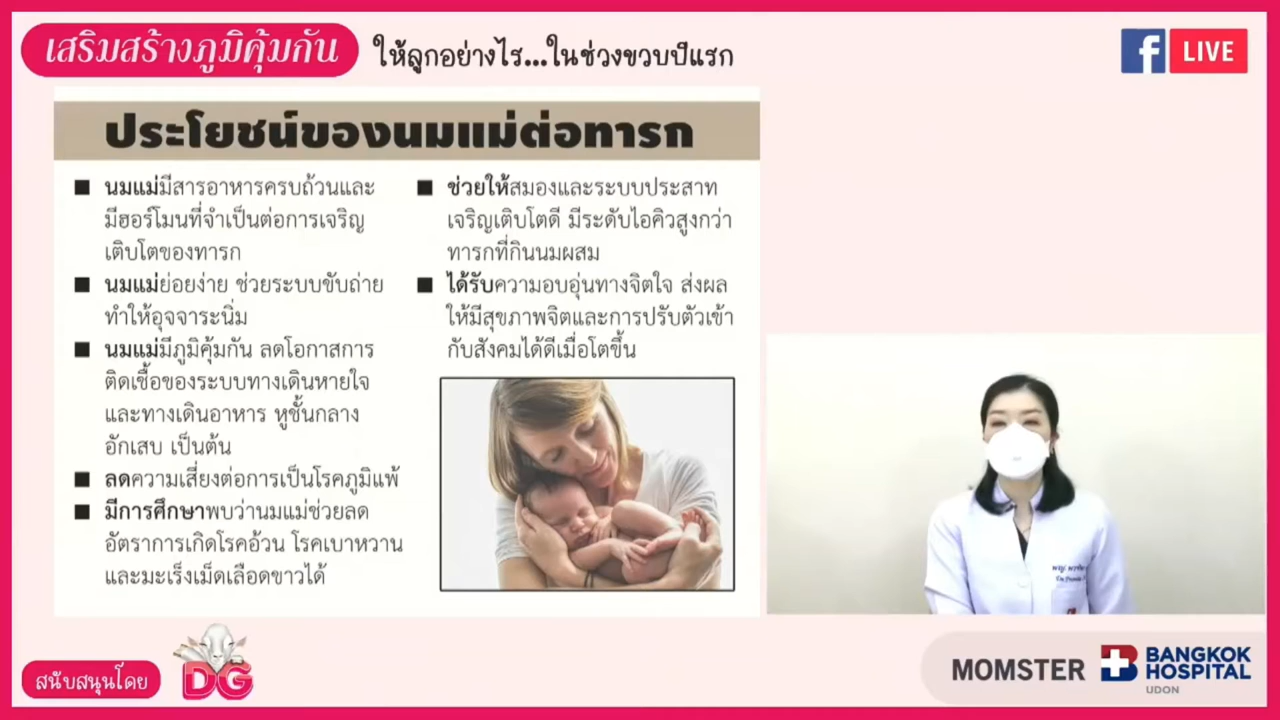 เสริมสร้างภูมิคุ้มกัน ให้ลูกอย่างไร...ในช่วงขวบปีแรก
f LIVE
ประโยชน์ของนมแม่ต่อทารก
■ นมแม่มีสารอาหารครบถ้วนและ
มีฮอร์โมนที่จำเป็นต่อการเจริญ
เติบโตของทารก
■ นมแม่ย่อยง่าย ช่วยระบบขับถ่าย
ทำให้อุจจาระนิ่ม
■ นมแม่มีภูมิคุ้มกัน ลดโอกาสการ
ติดเชื้อของระบบทางเดินหายใจ
และทางเดินอาหาร หูชั้นกลาง
อักเสบ เป็นต้น
■ ลดความเสี่ยงต่อการเป็นโรคภูมิแพ้
■ มีการศึกษาพบว่านมแม่ช่วยลด
อัตราการเกิดโรคอ้วน โรคเบาหวาน
และมะเร็งเม็ดเลือดขาวได้
■ ช่วยให้สมองและระบบประสาท
เจริญเติบโตดี มีระดับไอคิวสูงกว่า
ทารกที่กินนมผสม
■ ได้รับความอบอุ่นทางจิตใจ ส่งผล
ให้มีสุขภาพจิตและการปรับตัวเข้า
กับสังคมได้ดีเมื่อโตขึ้น
สนับสนุนโดย
DG
MOMSTER
BANGKOK
HOSPITAL
UDON